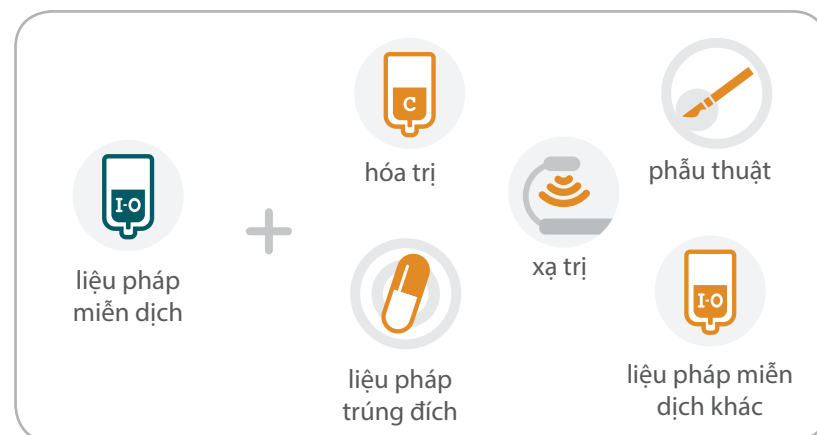 I-O
liệu pháp
miễn dịch
C
hóa trị
liệu pháp
trúng đích
xạ trị
phẫu thuật
I-O
liệu pháp miễn
dịch khác